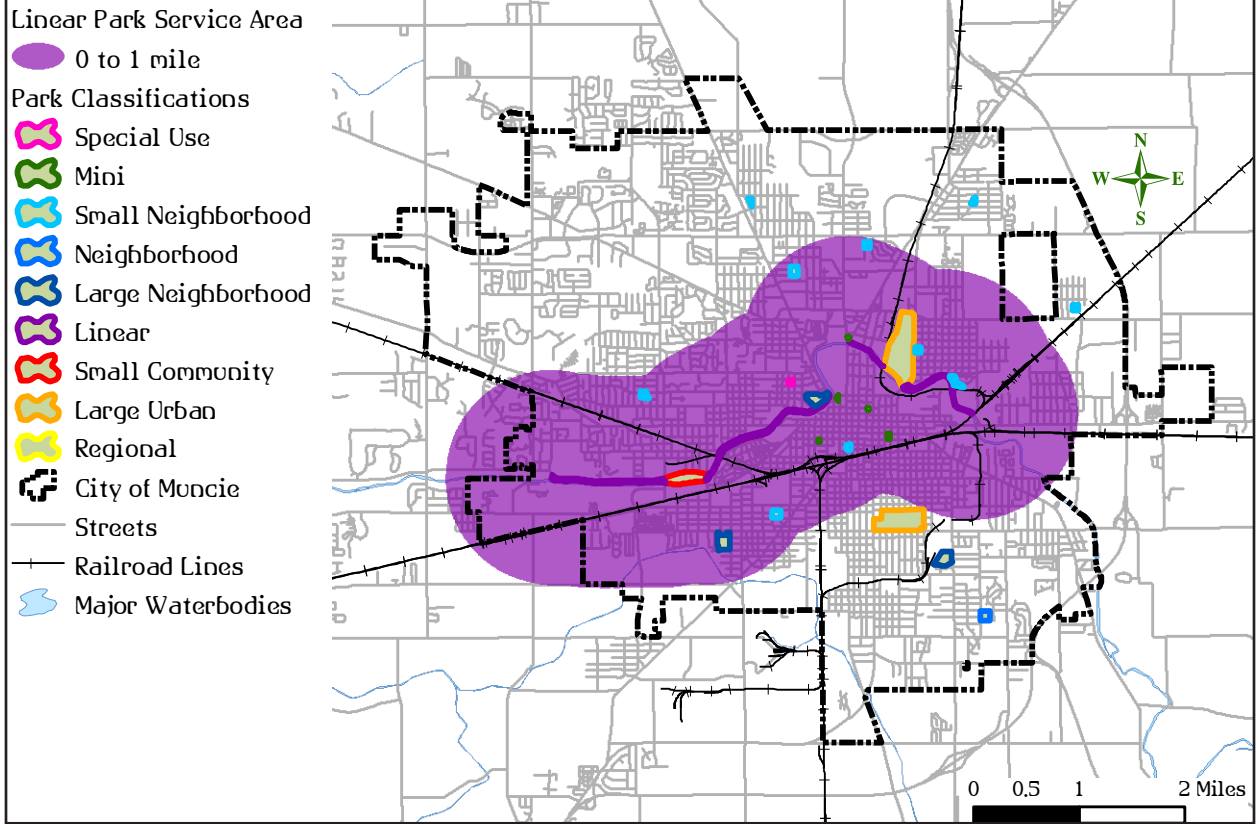 Linear Park Service Area
0 to 1 mile
Park Classifications
Special Use
Mini
Small Neighborhood
Neighborhood
Large Neighborhood
Linear
Small Community
Large Urban
Regional
City of Muncie
Streets
Railroad Lines
Major Waterbodies
N
W E
S
0 0.5 1 2 Miles